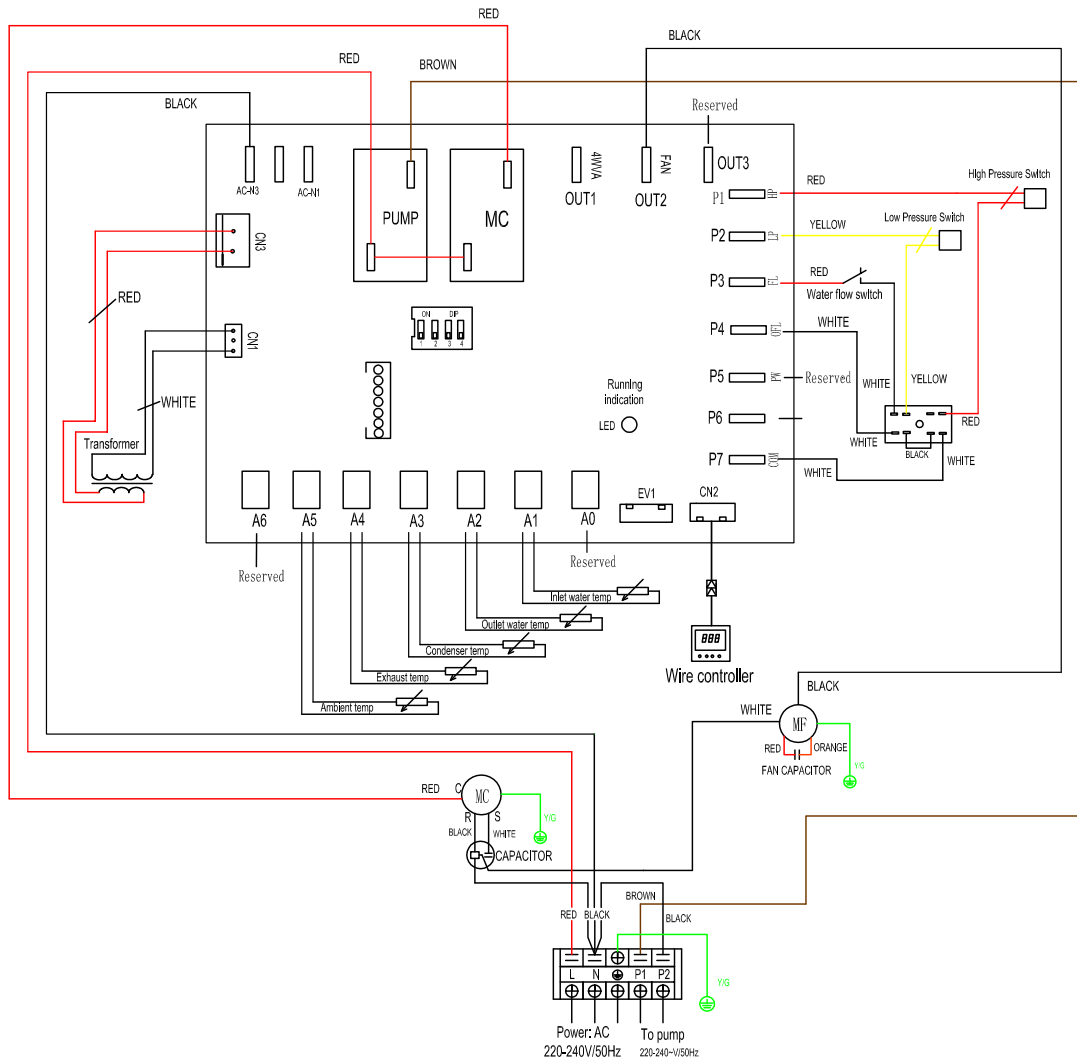 RED
BLACK
RED
BROWN
BLACK
Reserved
AC-N3
AC-N1
PUMP
MC
4WVA
OUT1
FAN
OUT2
OUT3
P1
HP
RED
High Pressure Switch
CN3
P2
LP
YELLOW
Low Pressure Switch
P3
FL
RED
Water flow switch
RED
CN1
ON DIP
1 2 3 4
P4
OFL
WHITE
P5
PW
Reserved
WHITE
YELLOW
WHITE
Running
indication
LED
P6
RED
Transformer
WHITE
BLACK
P7
COM
WHITE
WHITE
A6
A5
A4
A3
A2
A1
A0
EV1
CN2
Reserved
Reserved
Inlet water temp
Outlet water temp
Condenser temp
Exhaust temp
Ambient temp
888
Wire controller
BLACK
WHITE
MF
RED
ORANGE
FAN CAPACITOR
Y/G
RED
C
MC
R
S
Y/G
BLACK
WHITE
CAPACITOR
BROWN
RED
BLACK
BLACK
L
N
P1
P2
Y/G
Power: AC
220-240V/50Hz
To pump
220-240~V/50Hz